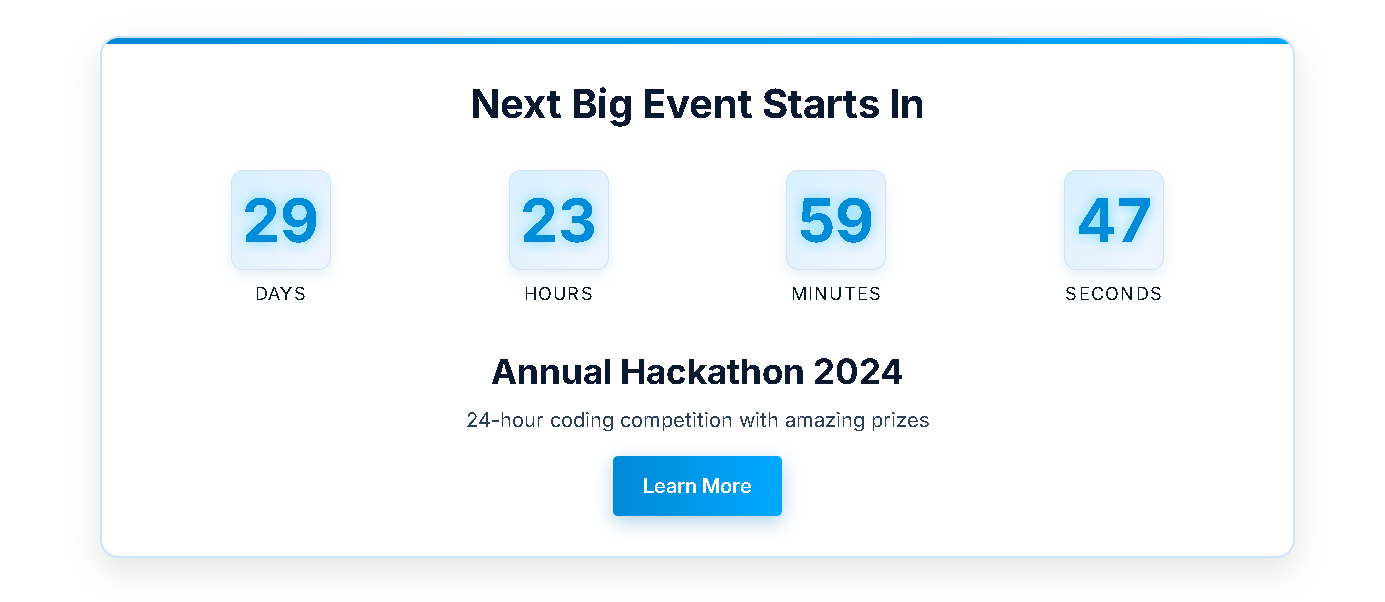 Next Big Event Starts In
29 23 59 47
DAYS HOURS MINUTES SECONDS
Annual Hackathon 2024
24-hour coding competition with amazing prizes
Learn More